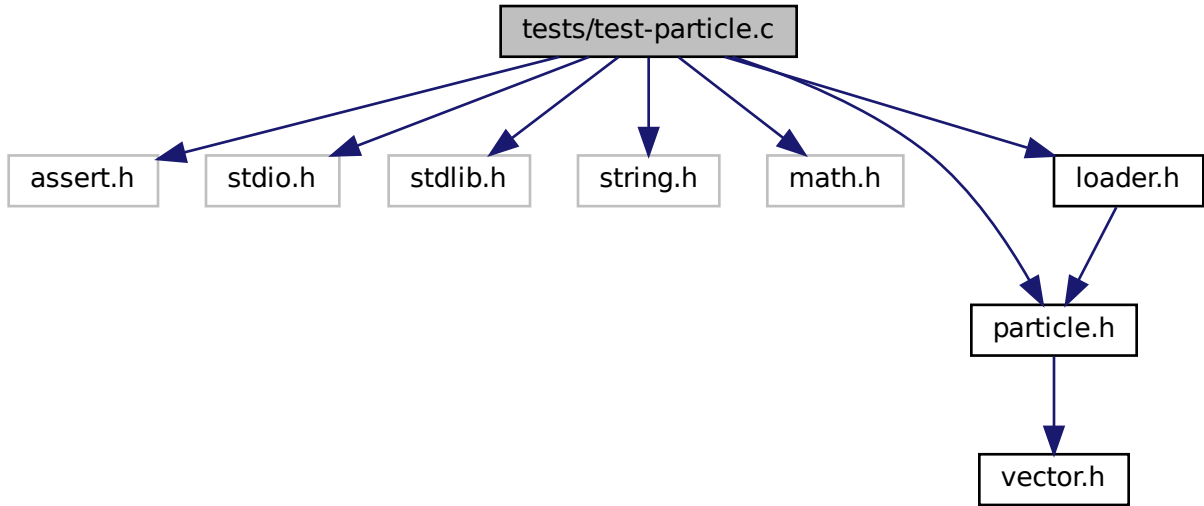 tests/test-particle.c
assert.h
stdio.h
stdlib.h
string.h
math.h
loader.h
particle.h
vector.h